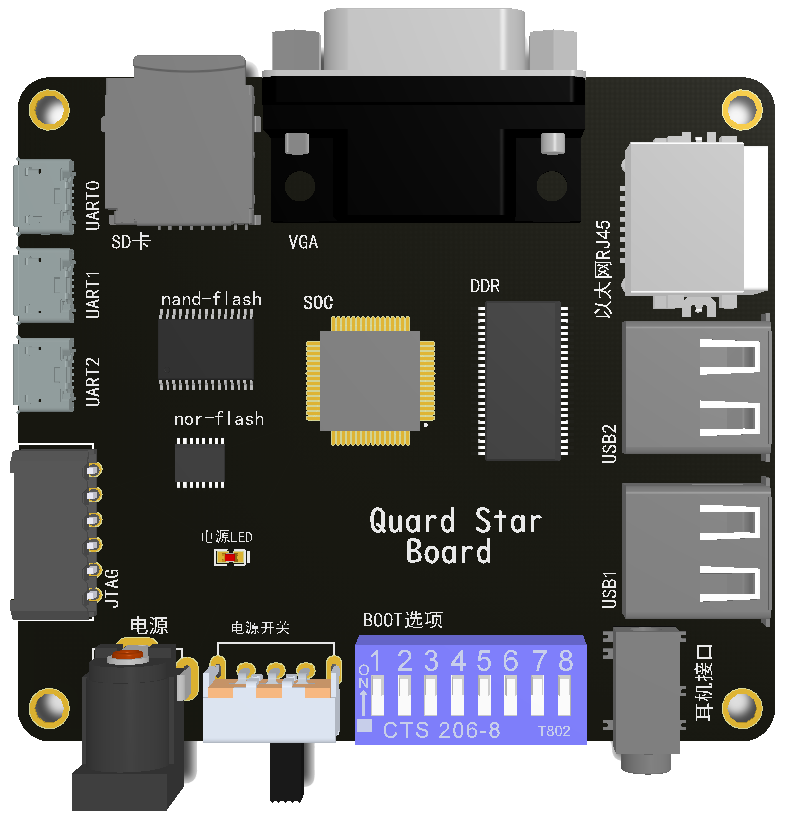 UART0
SD卡
VGA
以太网RJ45
UART1
nand-flash
SOC
DDR
UART2
nor-flash
USB2
Quard Star
Board
电源LED
JTAG
USB1
电源
电源开关
BOOT选项
耳机接口
1 2 3 4 5 6 7 8
ON
CTS 206-8
T802